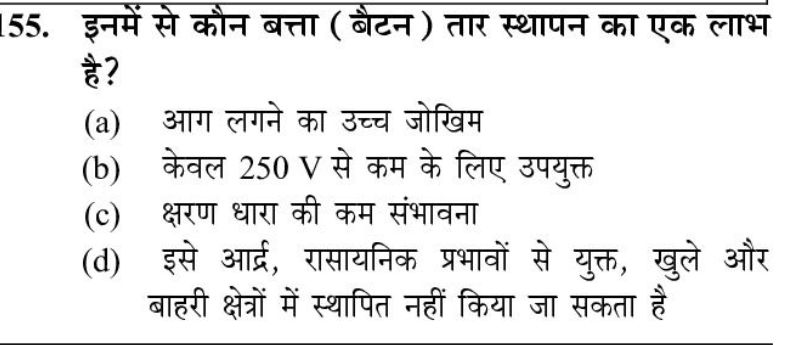 155. इनमें से कौन बत्ता ( बैटन ) तार स्थापन का एक लाभ
है?
(a) आग लगने का उच्च जोखिम
(b) केवल 250 V से कम के लिए उपयुक्त
(c) क्षरण धारा की कम संभावना
(d) इसे आर्द्र, रासायनिक प्रभावों से युक्त, खुले और
बाहरी क्षेत्रों में स्थापित नहीं किया जा सकता है